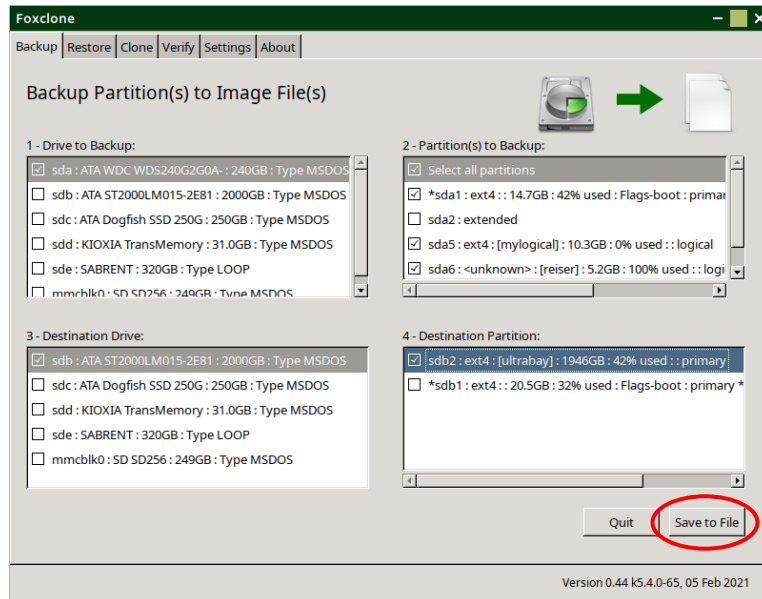 Foxclone
Backup Restore Clone Verify Settings About
Backup Partition(s) to Image File(s)
1 - Drive to Backup:
sda : ATA WDC WDS240G2G0A- : 240GB : Type MSDOS
sdb : ATA ST2000LM015-2E81 : 2000GB : Type MSDOS
sdc : ATA Dogfish SSD 250G : 250GB : Type MSDOS
sdd : KIOXIA TransMemory : 31.0GB : Type MSDOS
sde : SABRENT : 320GB : Type LOOP
mmcblk0 : SD SD256 : 249GB : Type MSDOS
2 - Partition(s) to Backup:
Select all partitions
*sda1 : ext4 : : 14.7GB : 42% used : Flags-boot : primar
sda2 : extended
sda5 : ext4 : [mylogical] : 10.3GB : 0% used : : logical
sda6 : <unknown> : [reiser] : 5.2GB : 100% used : : logi
3 - Destination Drive:
sdb : ATA ST2000LM015-2E81 : 2000GB : Type MSDOS
sdc : ATA Dogfish SSD 250G : 250GB : Type MSDOS
sdd : KIOXIA TransMemory : 31.0GB : Type MSDOS
sde : SABRENT : 320GB : Type LOOP
mmcblk0 : SD SD256 : 249GB : Type MSDOS
4 - Destination Partition:
sdb2 : ext4 : [ultrabay] : 1946GB : 42% used : : primary
*sdb1 : ext4 : : 20.5GB : 32% used : Flags-boot : primary *
Quit Save to File
Version 0.44 k5.4.0-65, 05 Feb 2021